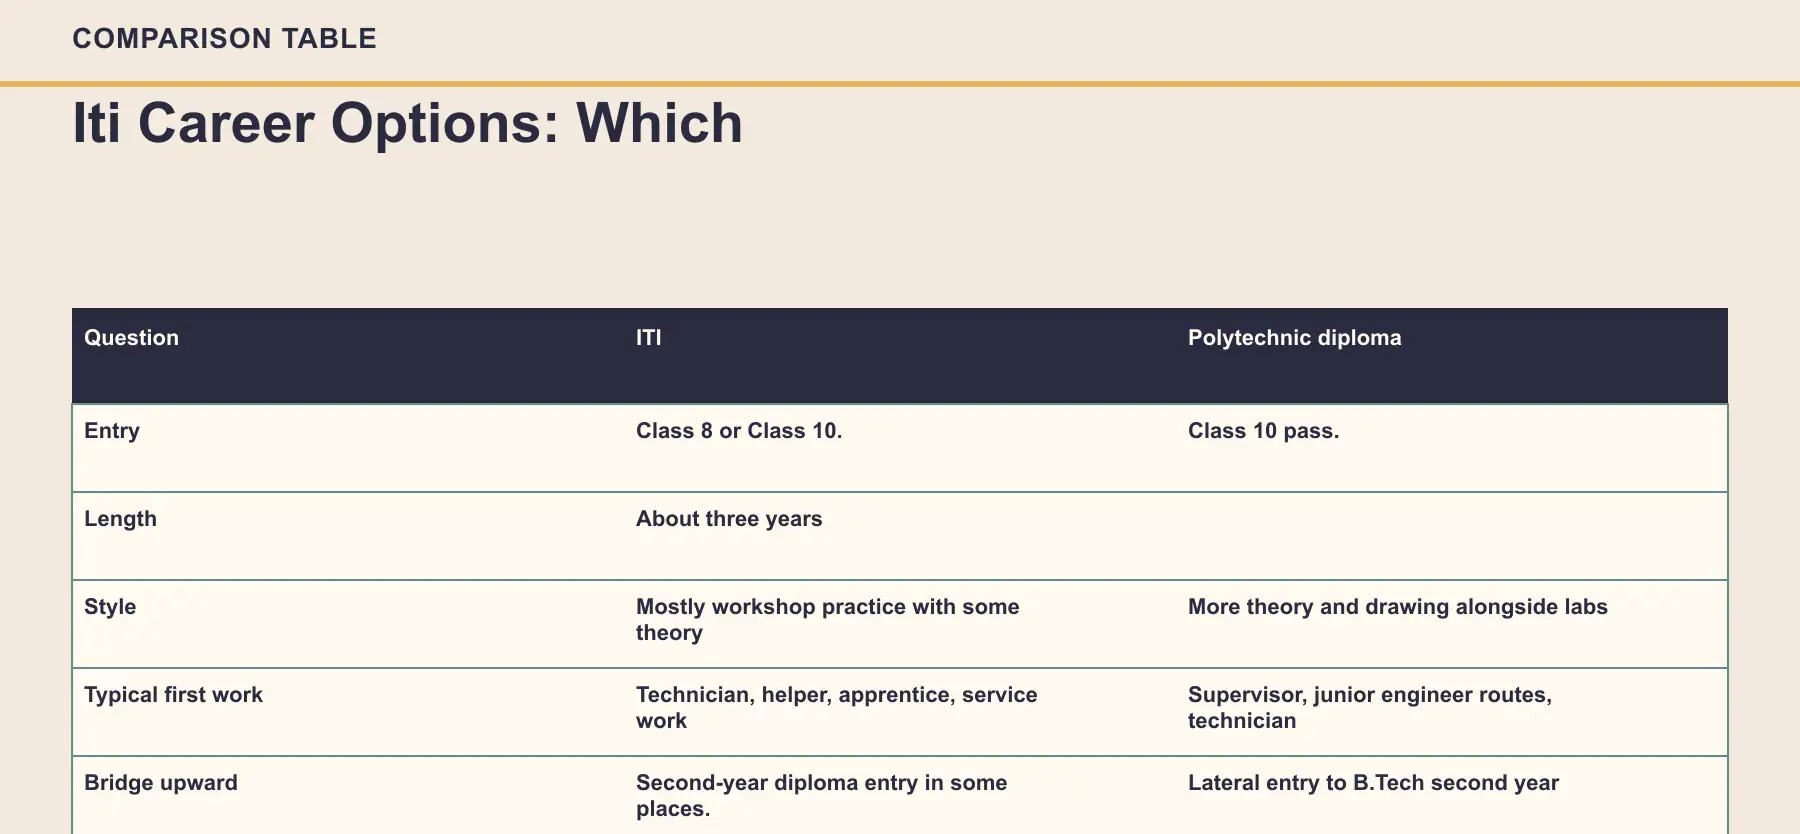 COMPARISON TABLE
Iti Career Options: Which
Question ITI Polytechnic diploma
Entry Class 8 or Class 10. Class 10 pass.
Length About three years
Style Mostly workshop practice with some theory More theory and drawing alongside labs
Typical first work Technician, helper, apprentice, service work Supervisor, junior engineer routes, technician
Bridge upward Second-year diploma entry in some places. Lateral entry to B.Tech second year